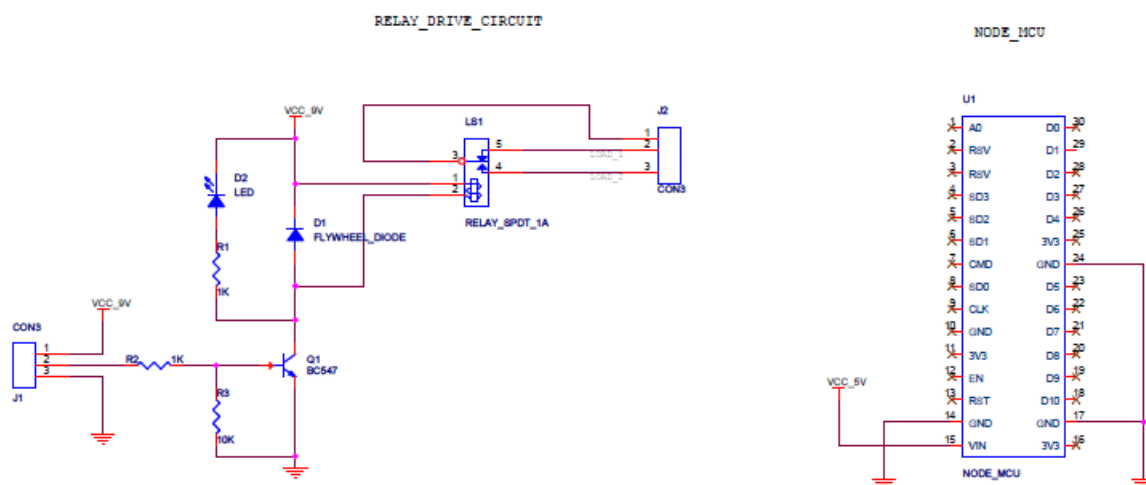 RELAY_DRIVE_CIRCUIT
NODE_MCU
VCC_9V
LS1
J2
U1
5
3
4
1
2
1
2
3
LOAD_1
LOAD_2
CON3
RELAY_SPDT_1A
D2
LED
D1
FLYWHEEL_DIODE
R1
1K
VCC_9V
CON3
1
2
3
J1
R2
1K
Q1
BC547
R3
10K
1 A0 D0 30
2 RSV D1 29
3 RSV D2 28
4 SD3 D3 27
5 SD2 D4 26
6 SD1 3V3 25
7 CMD GND 24
8 SD0 D5 23
9 CLK D6 22
10 GND D7 21
11 3V3 D8 20
12 EN D9 19
13 RST D10 18
14 GND GND 17
15 VIN 3V3 16
VCC_5V
NODE_MCU